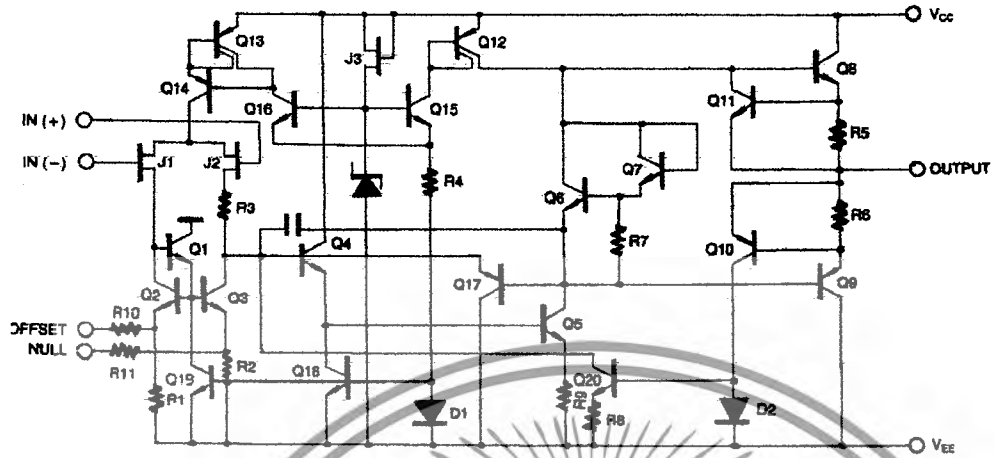 VCC
Q13
Q12
J3
Q8
Q14
Q11
Q16
Q15
IN (+)
R5
IN (−)
J1
J2
Q7
OUTPUT
R4
Q6
R3
R6
Q4
R7
Q10
Q1
Q17
Q9
Q2
Q3
R10
OFFSET
Q5
NULL
R11
R2
Q19
Q18
Q20
R1
R9
D1
R8
D2
VEE